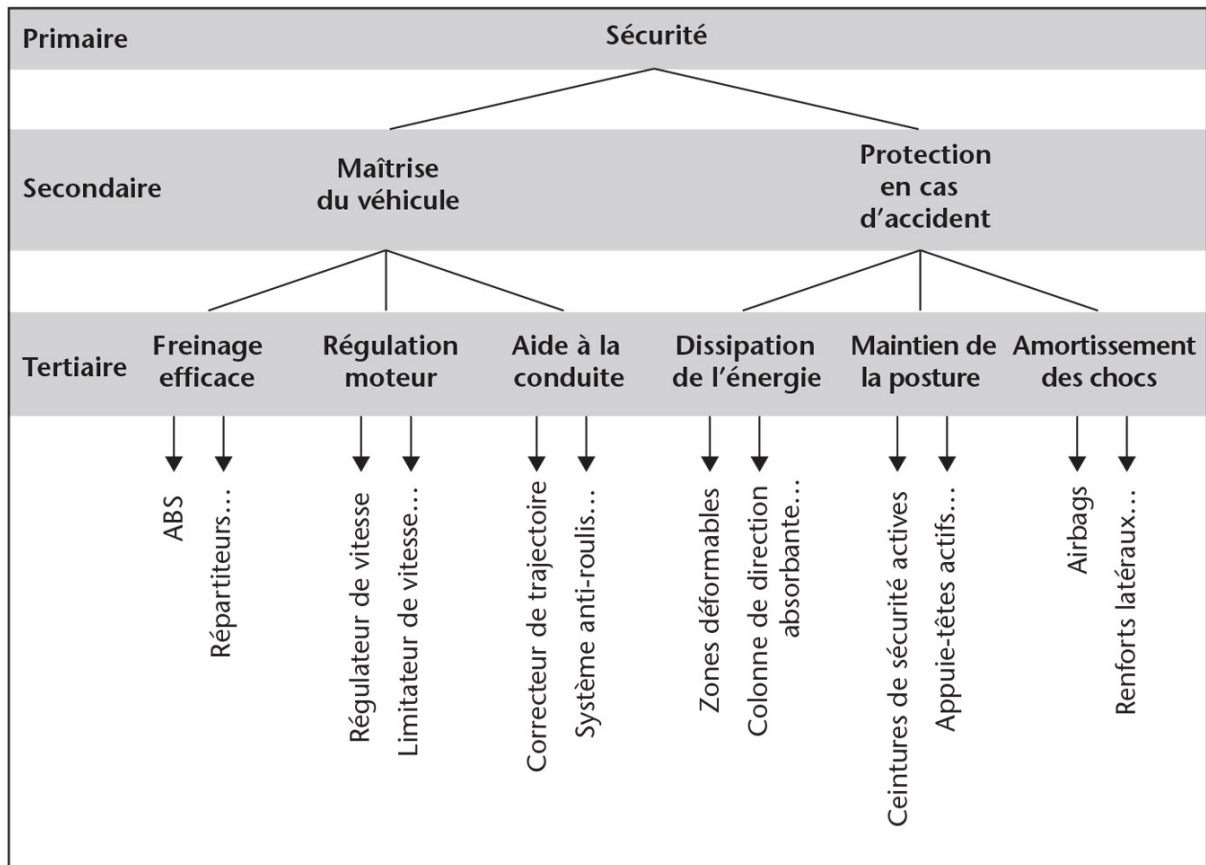 Primaire
Sécurité
Secondaire
Maîtrise
du véhicule
Protection
en cas
d’accident
Tertiaire
Freinage
efficace
Régulation
moteur
Aide à la
conduite
Dissipation
de l’énergie
Maintien de
la posture
Amortissement
des chocs
ABS
Répartiteurs…
Régulateur de vitesse
Limitateur de vitesse…
Correcteur de trajectoire
Système anti-roulis…
Zones déformables
Colonne de direction
absorbante…
Ceintures de sécurité actives
Appuie-têtes actifs…
Airbags
Renforts latéraux…